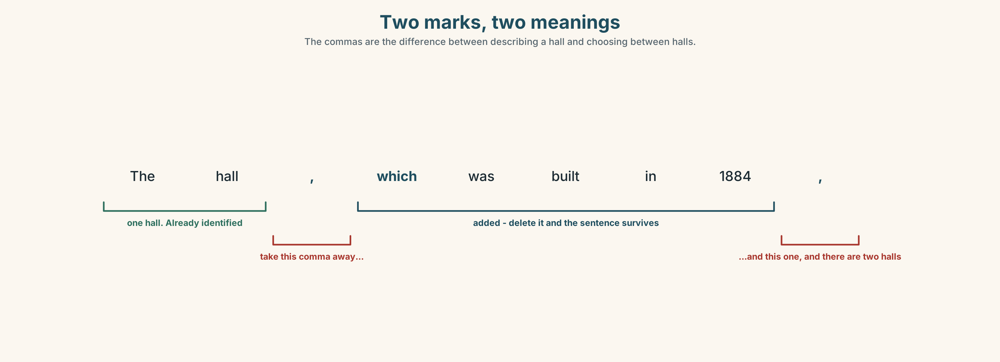 Two marks, two meanings
The commas are the difference between describing a hall and choosing between halls.
The hall , which was built in 1884 ,
one hall. Already identified
added - delete it and the sentence survives
take this comma away...
...and this one, and there are two halls